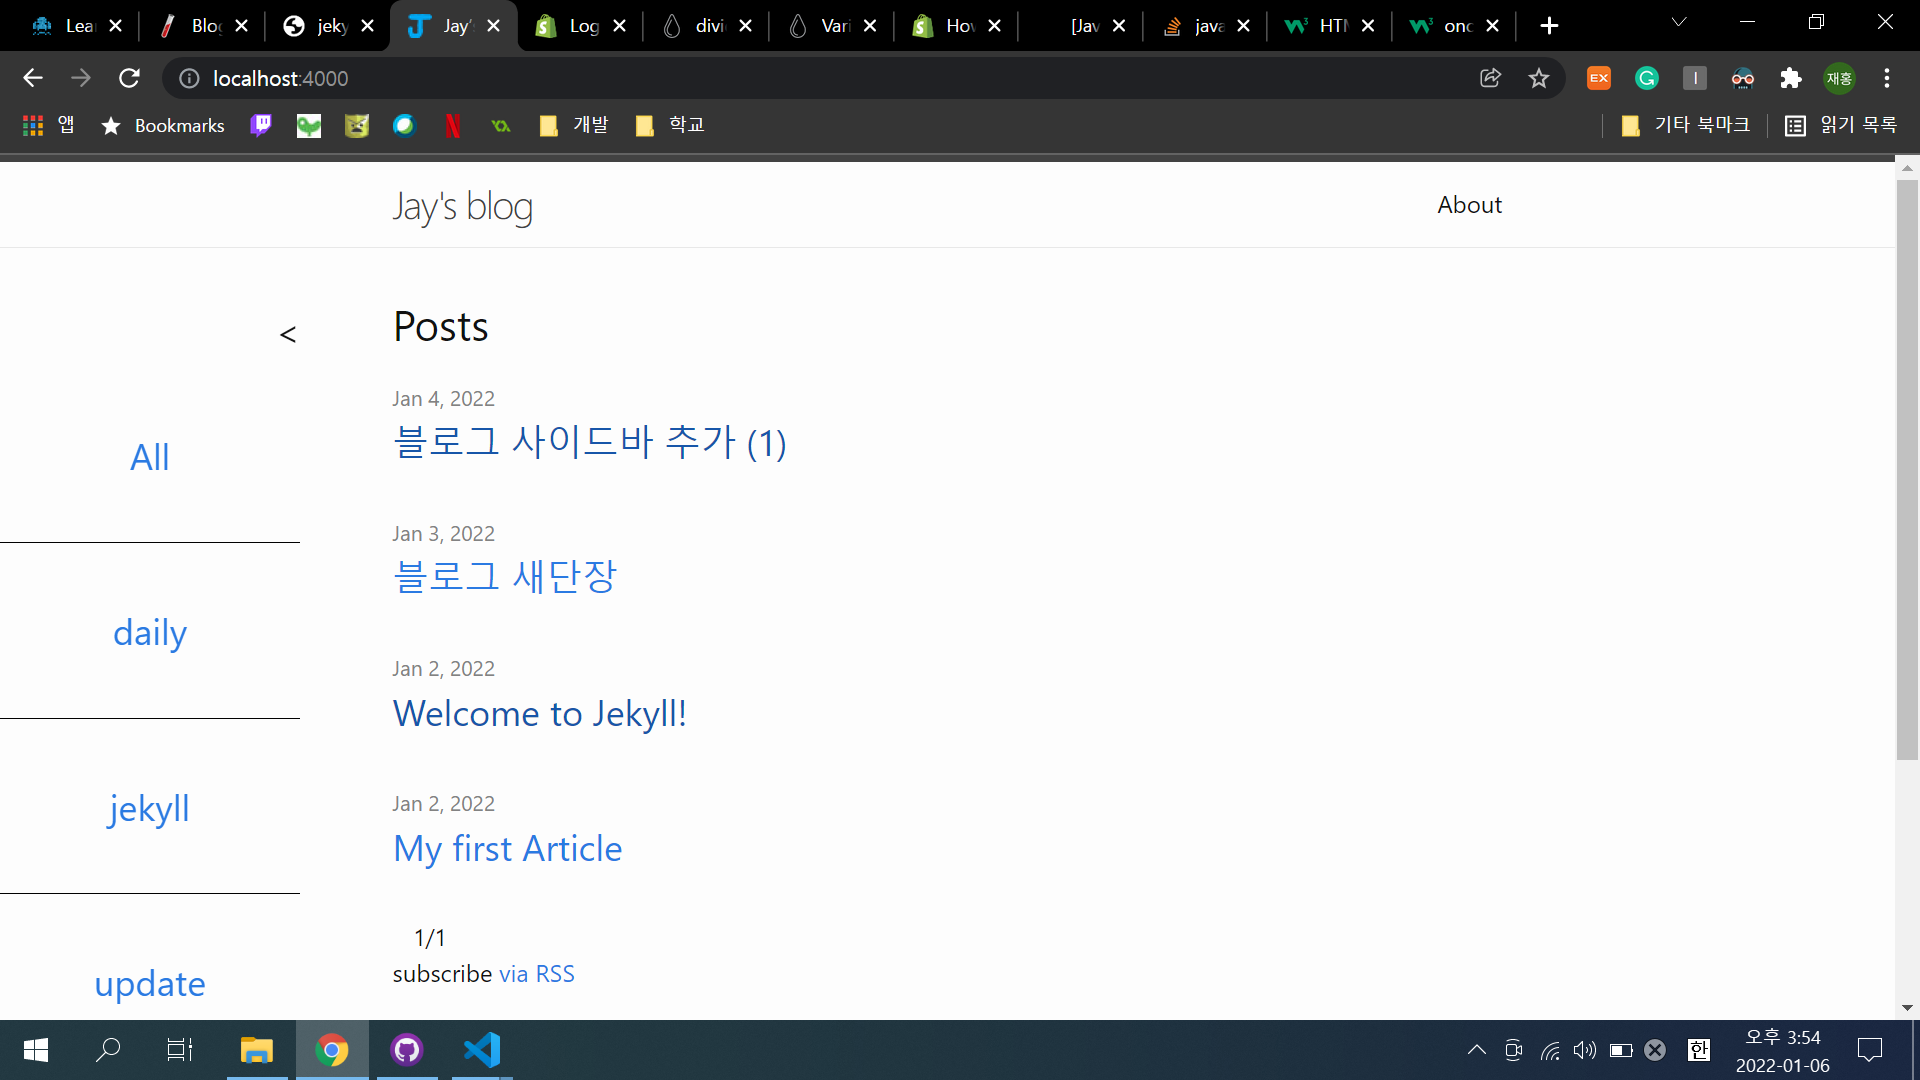 Lea
Blog
jeky
Jay's
Log
divi
Vari
Hov
[Jav
java
HTM
onc
localhost:4000
EX
재홍
앱
Bookmarks
개발
학교
기타 북마크
읽기 목록
Jay's blog
About
<
Posts
Jan 4, 2022
블로그 사이드바 추가 (1)
All
Jan 3, 2022
블로그 새단장
daily
Jan 2, 2022
Welcome to Jekyll!
jekyll
Jan 2, 2022
My first Article
1/1
subscribe via RSS
update
한
오후 3:54
2022-01-06